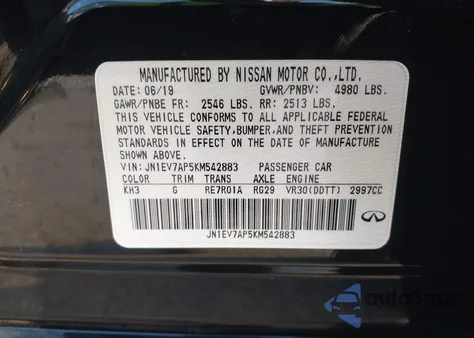 MANUFACTURED BY NISSAN MOTOR CO.,LTD.
DATE: 06/19 GVWR/PNBV: 4980 LBS.
GAWR/PNBE FR: 2546 LBS. RR: 2513 LBS.
THIS VEHICLE CONFORMS TO ALL APPLICABLE FEDERAL
MOTOR VEHICLE SAFETY, BUMPER, AND THEFT PREVENTION
STANDARDS IN EFFECT ON THE DATE OF MANUFACTURE
SHOWN ABOVE.
VIN: JN1EV7AP5KM542883 PASSENGER CAR
COLOR TRIM TRANS AXLE ENGINE
KH3 G RE7R01A RG29 VR30(DDTT) 2997CC
JN1EV7AP5KM542883
INFINITI
autoSnap